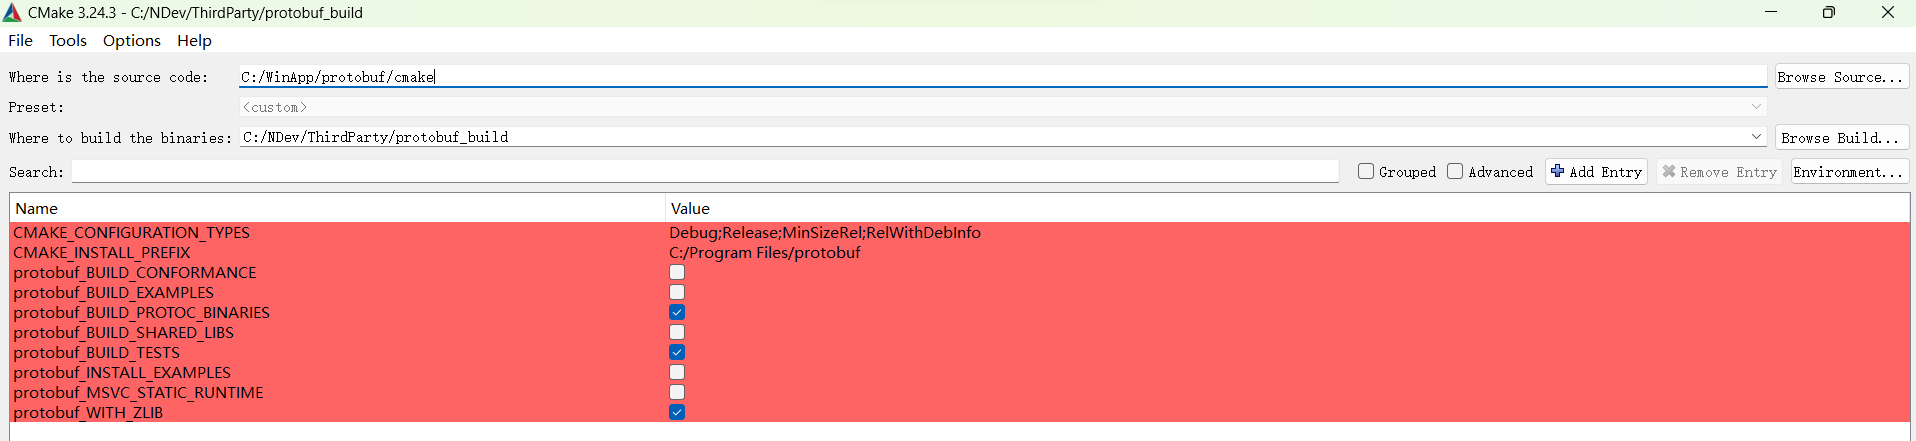 CMake 3.24.3 - C:/NDev/ThirdParty/protobuf_build
File Tools Options Help
Where is the source code: C:/WinApp/protobuf/cmake Browse Source...
Preset: <custom>
Where to build the binaries: C:/NDev/ThirdParty/protobuf_build Browse Build...
Search: Grouped Advanced Add Entry Remove Entry Environment...
Name Value
CMAKE_CONFIGURATION_TYPES Debug;Release;MinSizeRel;RelWithDebInfo
CMAKE_INSTALL_PREFIX C:/Program Files/protobuf
protobuf_BUILD_CONFORMANCE
protobuf_BUILD_EXAMPLES
protobuf_BUILD_PROTOC_BINARIES
protobuf_BUILD_SHARED_LIBS
protobuf_BUILD_TESTS
protobuf_INSTALL_EXAMPLES
protobuf_MSVC_STATIC_RUNTIME
protobuf_WITH_ZLIB